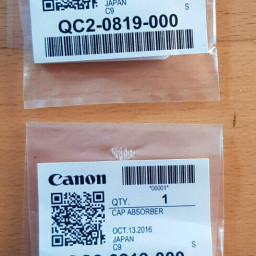 JAPAN
C9 S
QC2-0819-000
Canon
*00001*
QTY. 1
CAP ABSORBER
OCT.13.2016
JAPAN
C9 S